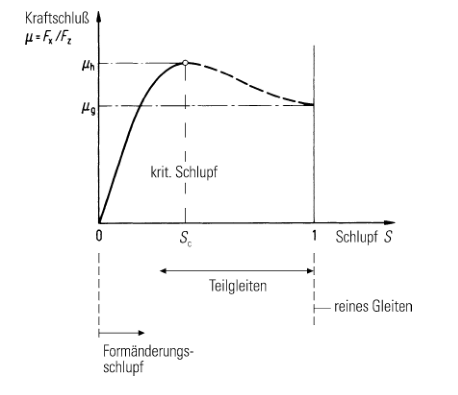 Kraftschluß
μ = Fx/Fz
μh
μg
krit. Schlupf
0
Sc
1
Schlupf S
Teilgleiten
reines Gleiten
Formänderungs-
schlupf